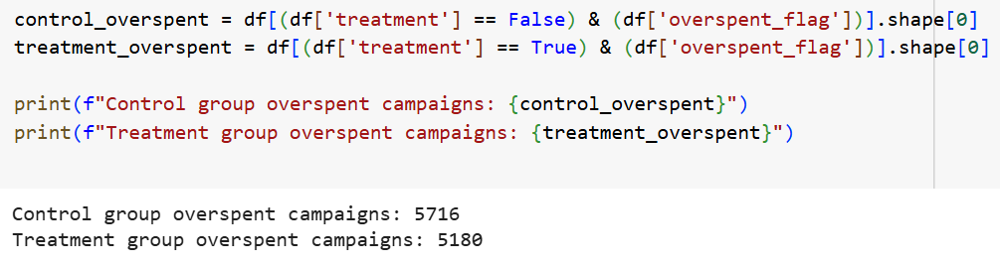 control_overspent = df[(df['treatment'] == False) & (df['overspent_flag'])].shape[0]
treatment_overspent = df[(df['treatment'] == True) & (df['overspent_flag'])].shape[0]
print(f"Control group overspent campaigns: {control_overspent}")
print(f"Treatment group overspent campaigns: {treatment_overspent}")
Control group overspent campaigns: 5716
Treatment group overspent campaigns: 5180